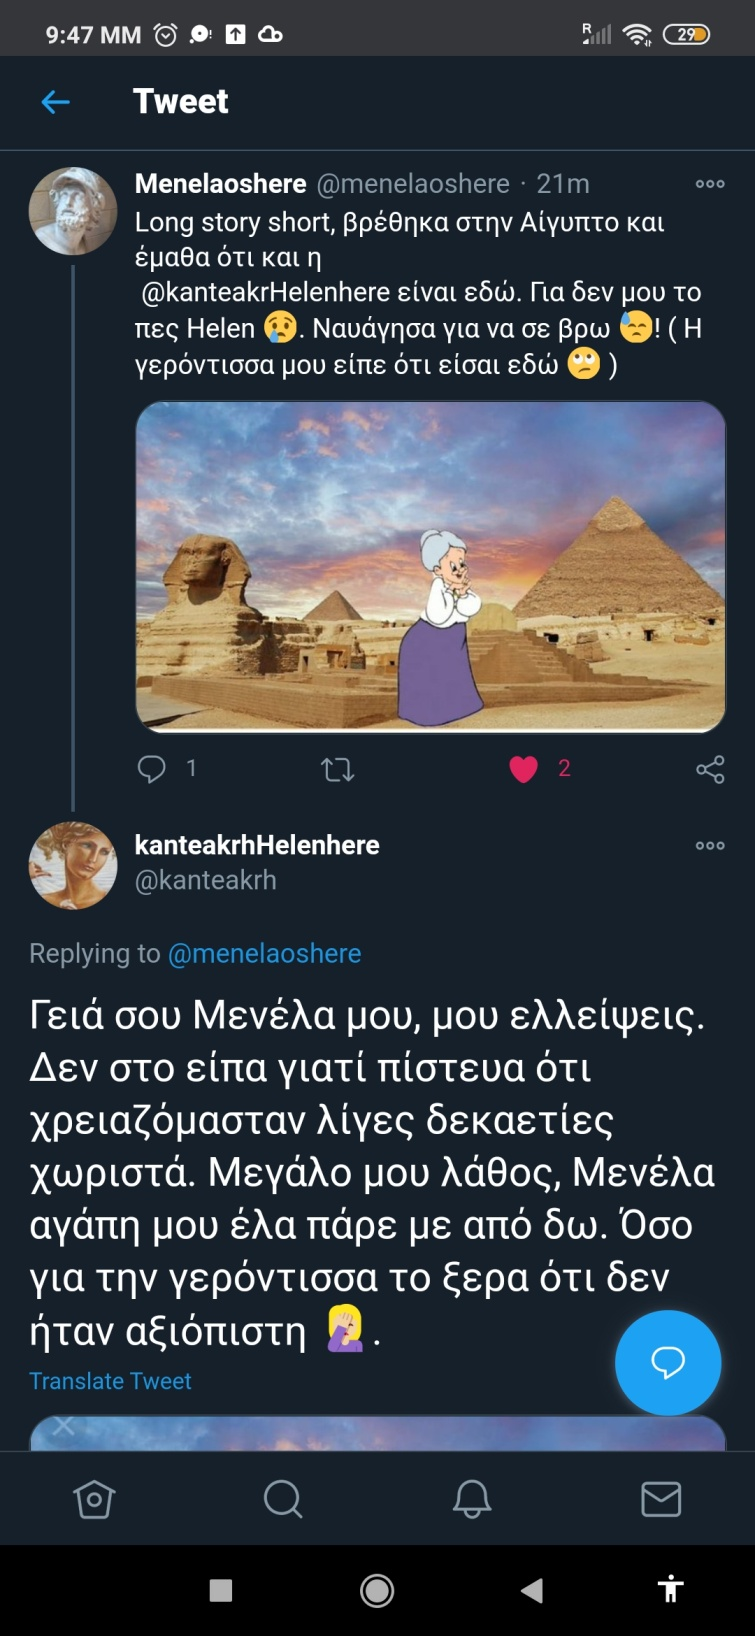 9:47 MM
R
29
Tweet
Menelaoshere @menelaoshere · 21m
Long story short, βρέθηκα στην Αίγυπτο και
έμαθα ότι και η
@kanteakrHelenhere είναι εδώ. Για δεν μου το
πες Helen 😢. Ναυάγησα για να σε βρω 😓! ( Η
γερόντισσα μου είπε ότι είσαι εδώ 🙄 )
1
2
kanteakrhHelenhere
@kanteakrh
Replying to @menelaoshere
Γειά σου Μενέλα μου, μου ελλείψεις.
Δεν στο είπα γιατί πίστευα ότι
χρειαζόμασταν λίγες δεκαετίες
χωριστά. Μεγάλο μου λάθος, Μενέλα
αγάπη μου έλα πάρε με από δω. Όσο
για την γερόντισσα το ξερα ότι δεν
ήταν αξιόπιστη 🤦‍♀️ .
Translate Tweet